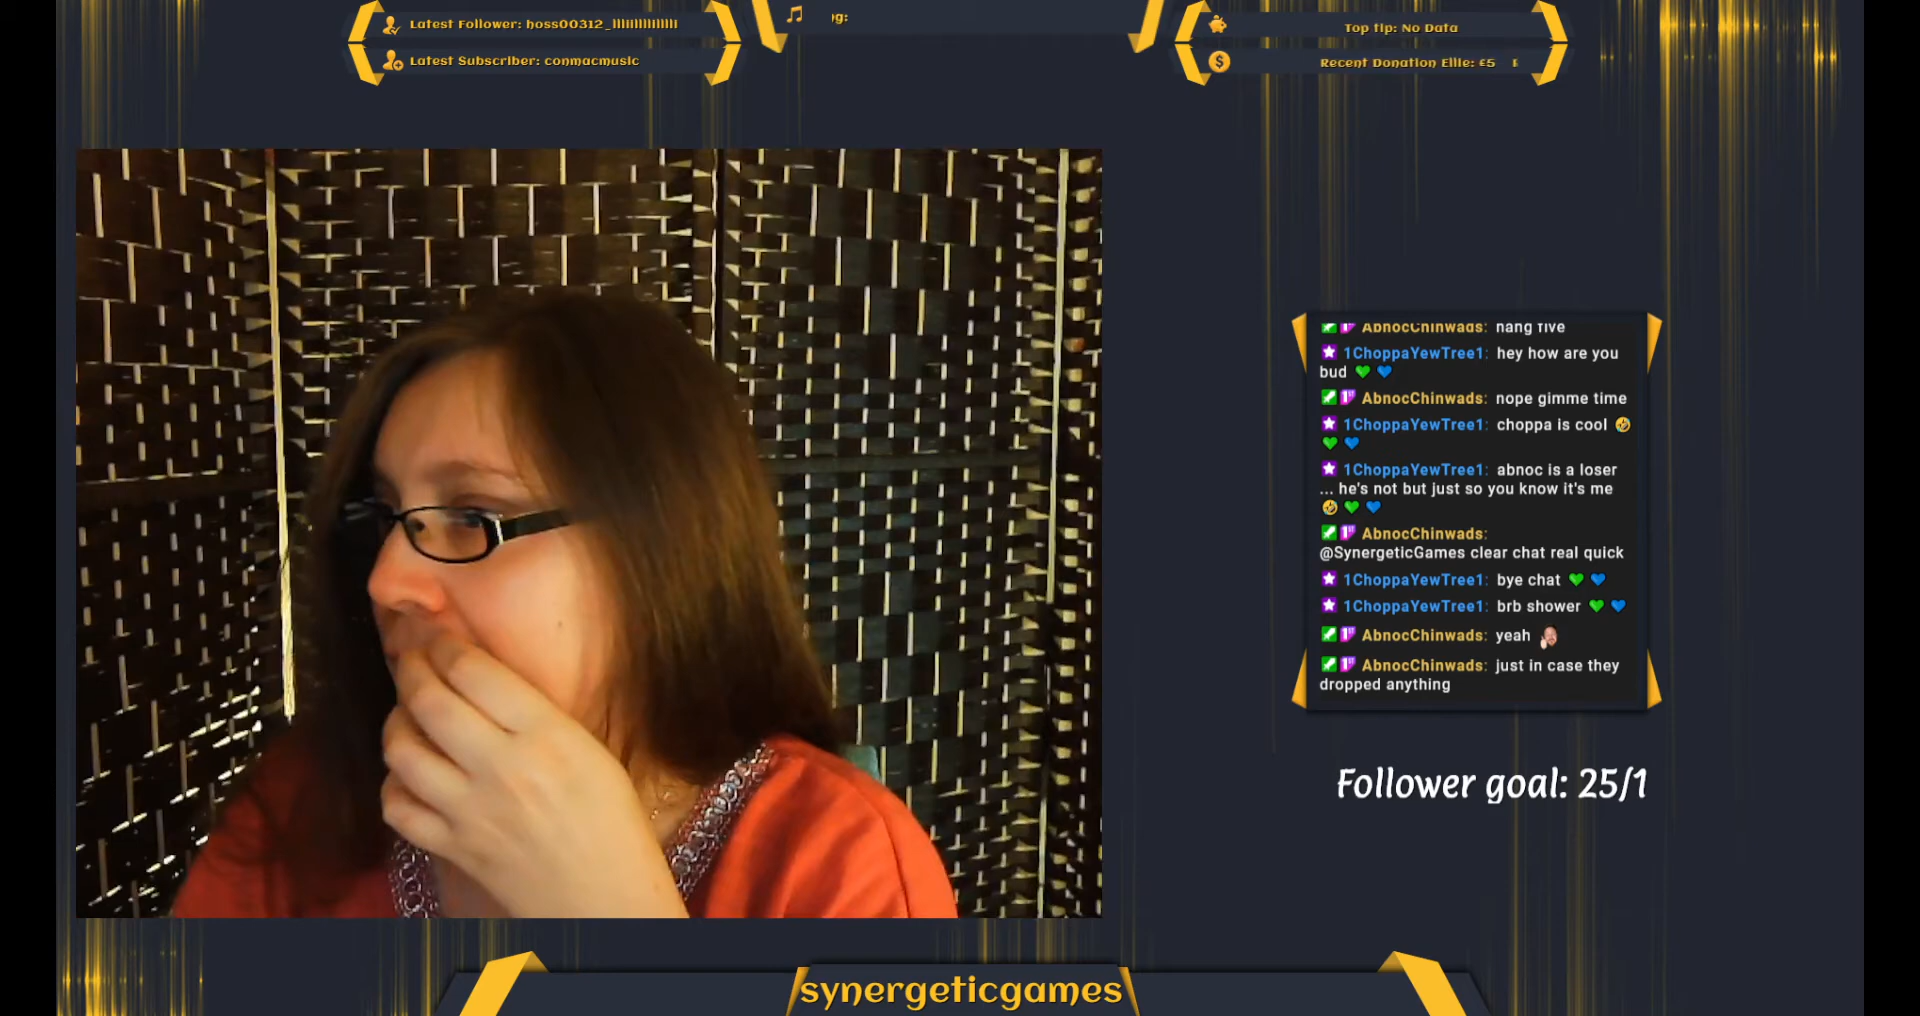 Latest Follower: hoss00312_lllllllllllllll
Latest Subscriber: conmacmusic
g:
Top tip: No Data
Recent Donation Ellie: €5
AbnocChinwads: hang five
1ChoppaYewTree1: hey how are you
bud 💚 💙
AbnocChinwads: nope gimme time
1ChoppaYewTree1: choppa is cool 🤣
💚 💙
1ChoppaYewTree1: abnoc is a loser
... he's not but just so you know it's me
🤣 💚 💙
AbnocChinwads:
@SynergeticGames clear chat real quick
1ChoppaYewTree1: bye chat 💚 💙
1ChoppaYewTree1: brb shower 💚 💙
AbnocChinwads: yeah
AbnocChinwads: just in case they
dropped anything
Follower goal: 25/1
synergeticgames